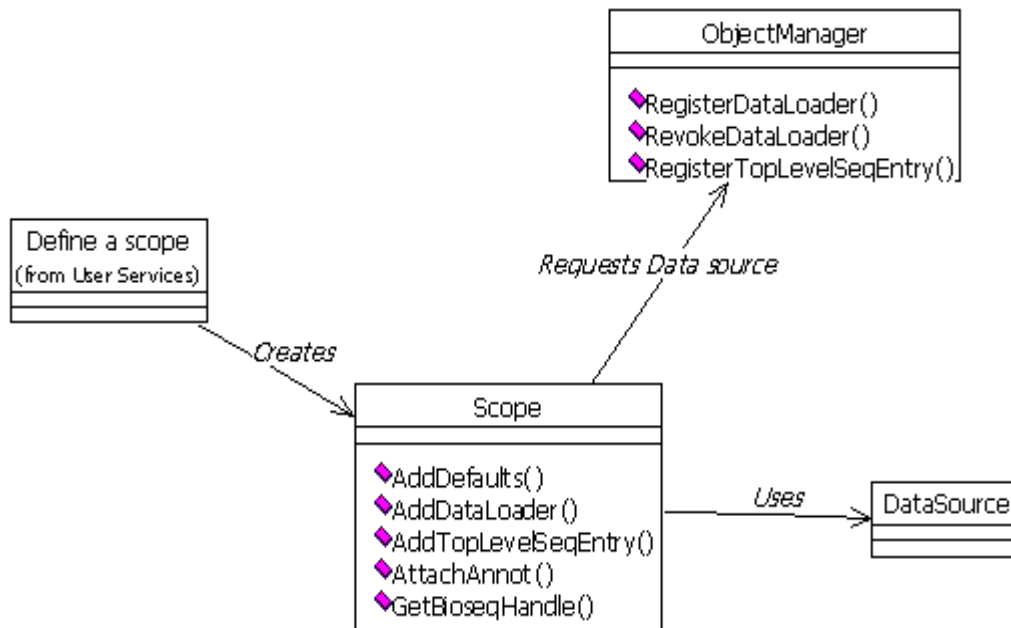 ObjectManager
RegisterDataLoader()
RevokeDataLoader()
RegisterTopLevelSeqEntry()
Define a scope
(from User Services)
Requests Data source
Creates
Scope
AddDefaults()
AddDataLoader()
AddTopLevelSeqEntry()
AttachAnnot()
GetBioseqHandle()
Uses
DataSource